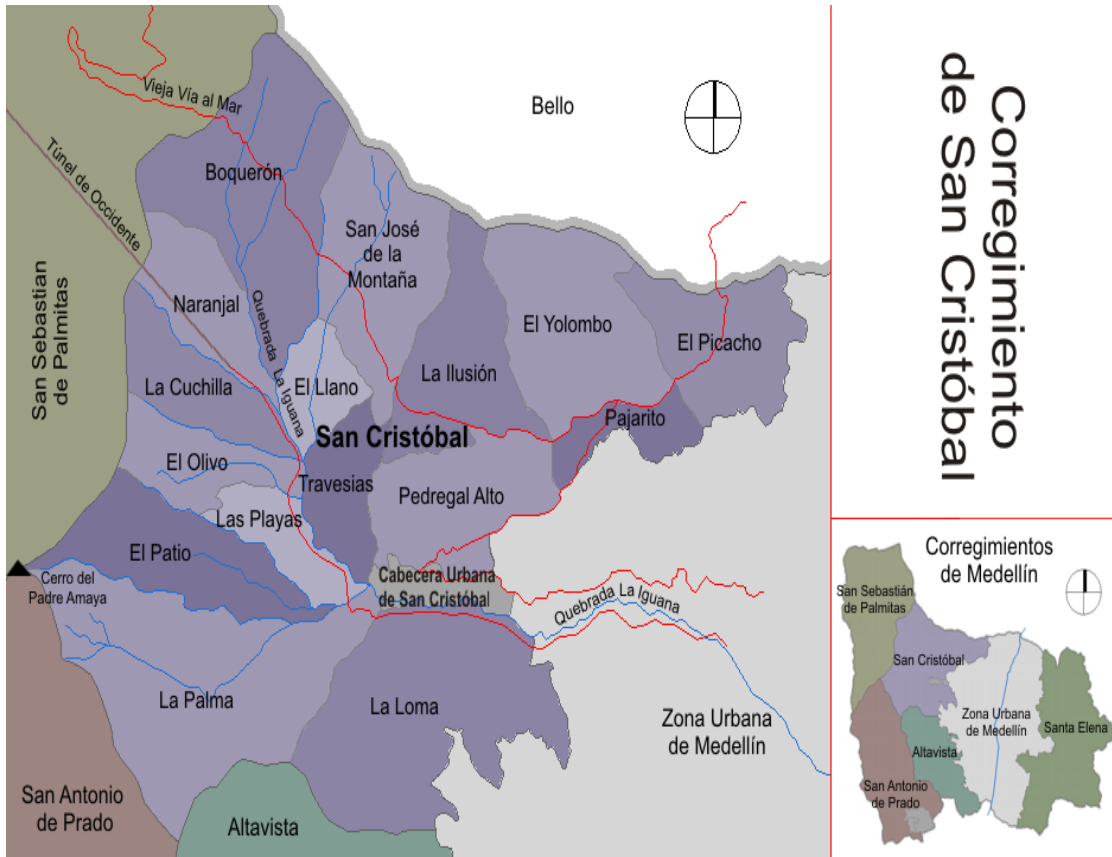 Vieja Vía al Mar
Bello
Túnel de Occidente
Boquerón
San José
de la
Montaña
Naranjal
Quebrada La Iguana
El Yolombo
El Picacho
San Sebastian
de Palmitas
La Cuchilla
El Llano
La Ilusión
San Cristóbal
Pajarito
El Olivo
Travesias
Pedregal Alto
Las Playas
El Patio
Cerro del
Padre Amaya
Cabecera Urbana
de San Cristóbal
Quebrada La Iguana
La Palma
La Loma
Zona Urbana
de Medellín
San Antonio
de Prado
Altavista
Corregimiento
de San Cristóbal
Corregimientos
de Medellín
San Sebastián
de Palmitas
San Cristóbal
Zona Urbana
de Medellín
Santa Elena
Altavista
San Antonio
de Prado